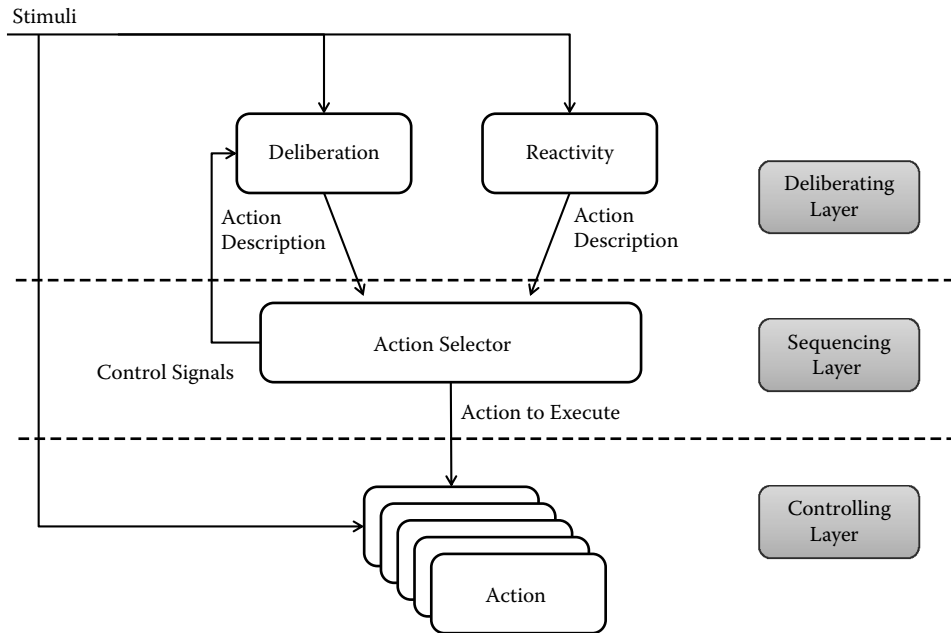 Stimuli
Deliberation
Reactivity
Deliberating
Layer
Action
Description
Action
Description
Action Selector
Sequencing
Layer
Control Signals
Action to Execute
Controlling
Layer
Action